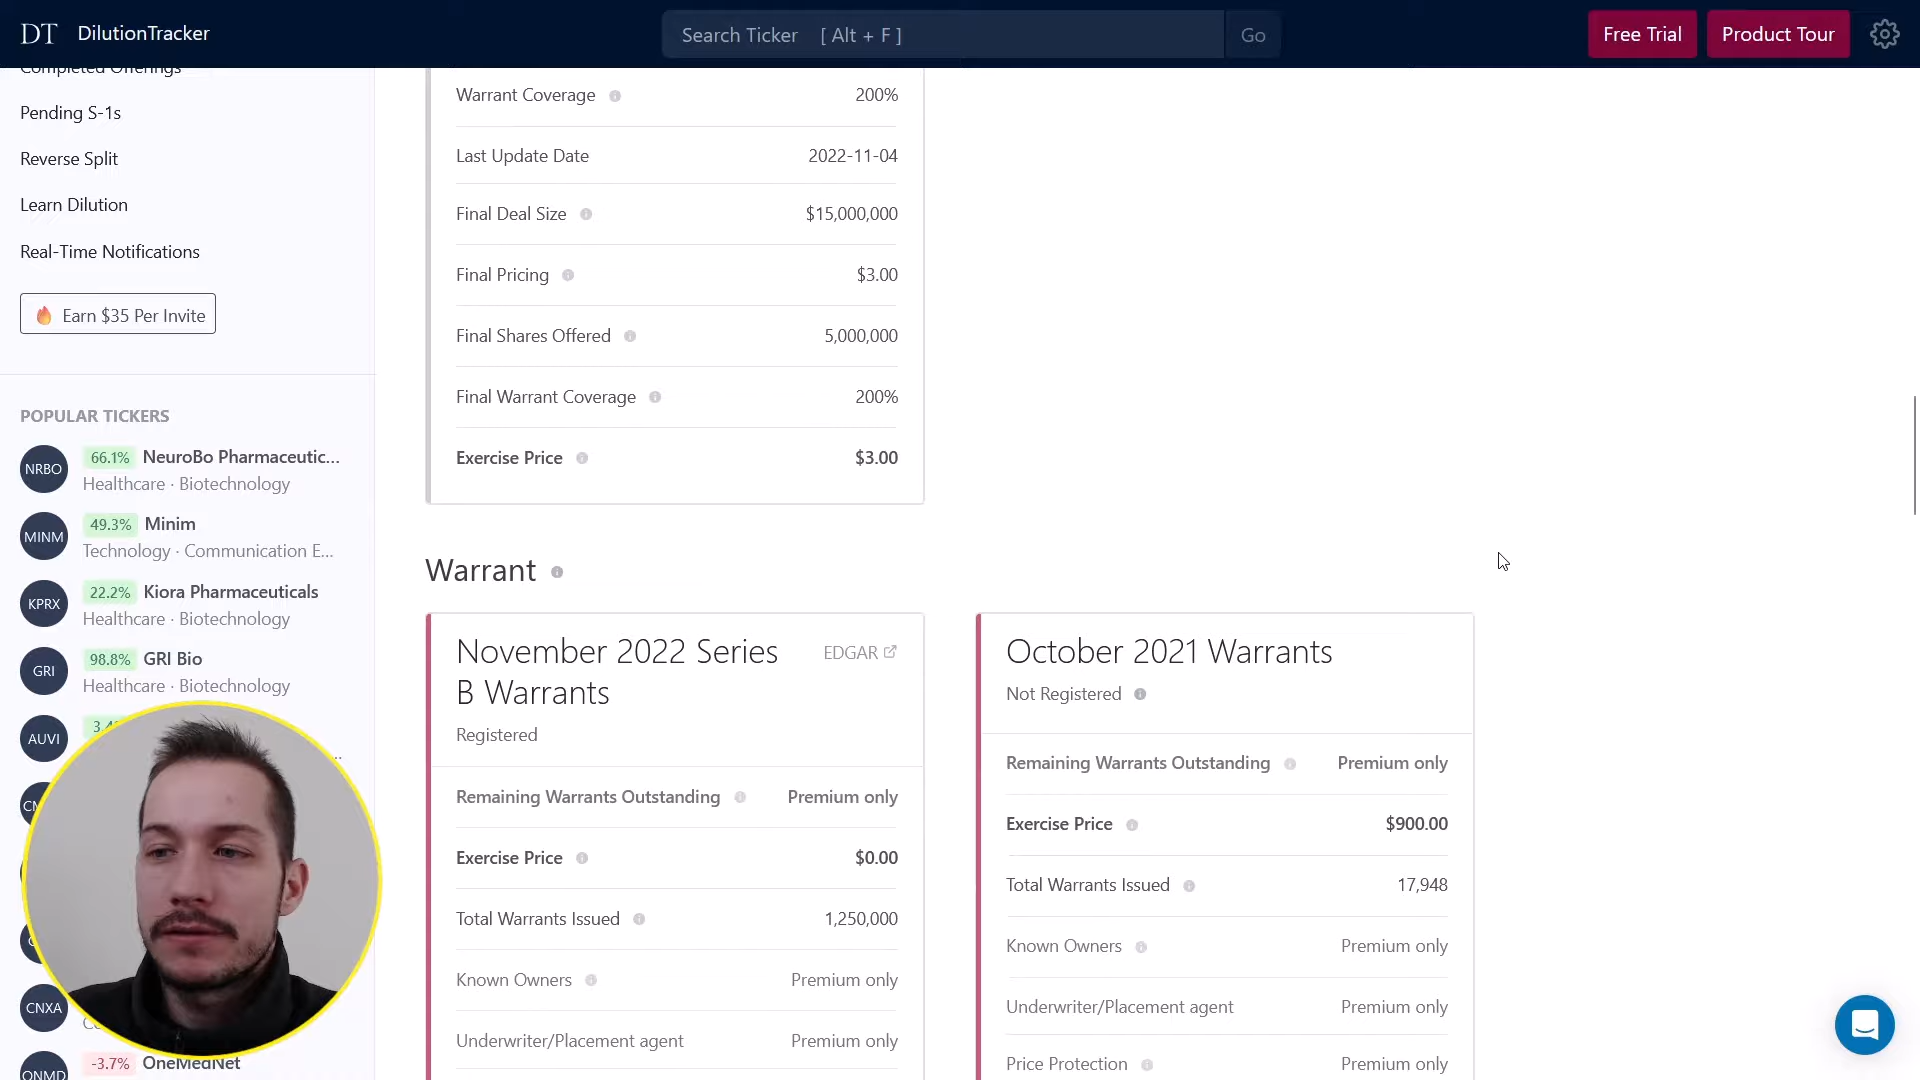 DT DilutionTracker
Search Ticker [ Alt + F ]
Go
Free Trial
Product Tour
Completed Offerings
Pending S-1s
Reverse Split
Learn Dilution
Real-Time Notifications
Earn $35 Per Invite
POPULAR TICKERS
NRBO
66.1% NeuroBo Pharmaceutic...
Healthcare · Biotechnology
MINM
49.3% Minim
Technology · Communication E...
KPRX
22.2% Kiora Pharmaceuticals
Healthcare · Biotechnology
GRI
98.8% GRI Bio
Healthcare · Biotechnology
AUVI
CNXA
ONMD
-3.7% OneMedNet
Warrant Coverage 200%
Last Update Date 2022-11-04
Final Deal Size $15,000,000
Final Pricing $3.00
Final Shares Offered 5,000,000
Final Warrant Coverage 200%
Exercise Price $3.00
Warrant
November 2022 Series
B Warrants
EDGAR
Registered
Remaining Warrants Outstanding Premium only
Exercise Price $0.00
Total Warrants Issued 1,250,000
Known Owners Premium only
Underwriter/Placement agent Premium only
October 2021 Warrants
Not Registered
Remaining Warrants Outstanding Premium only
Exercise Price $900.00
Total Warrants Issued 17,948
Known Owners Premium only
Underwriter/Placement agent Premium only
Price Protection Premium only